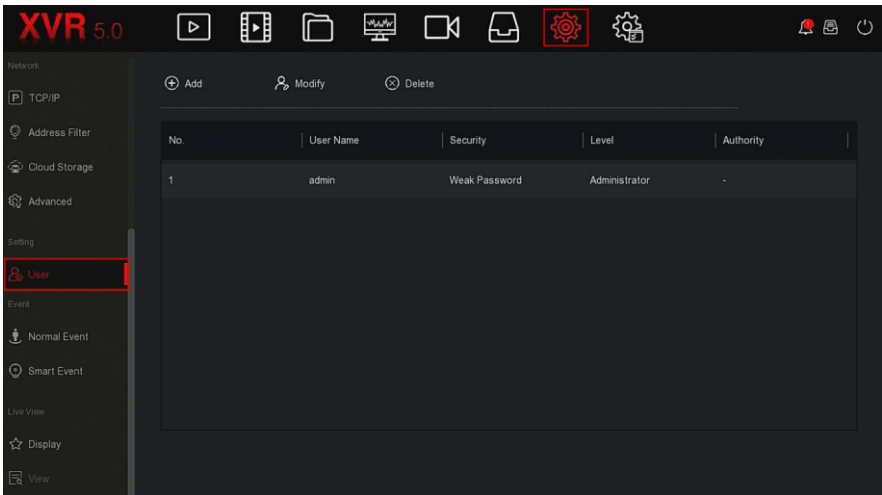 XVR 5.0
Network
P TCP/IP
Address Filter
Cloud Storage
Advanced
Setting
User
Event
Normal Event
Smart Event
Live View
Display
View
Add Modify Delete
No. User Name Security Level Authority
1 admin Weak Password Administrator -